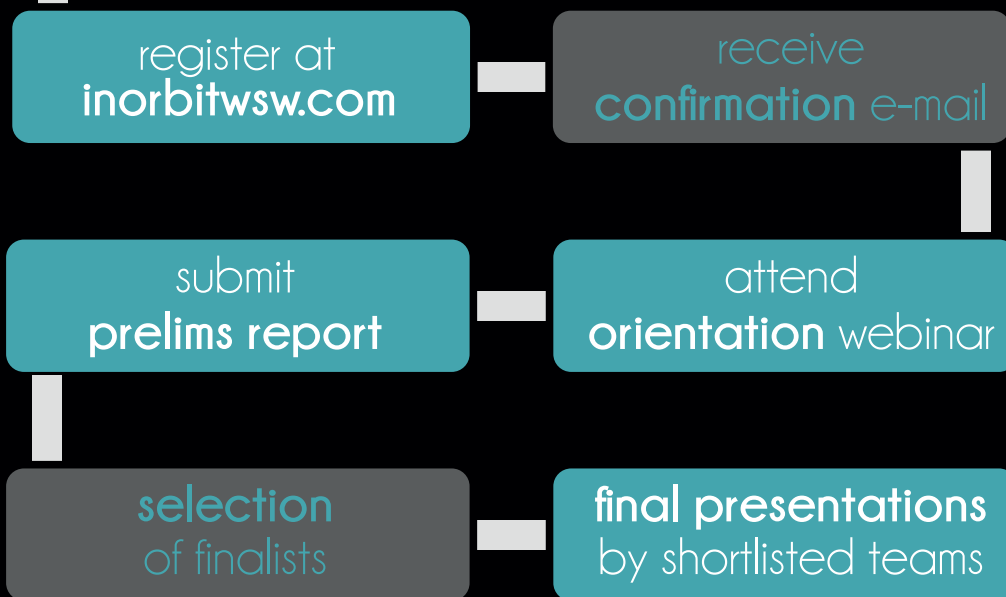 register at
inorbitwsw.com
receive
confirmation e-mail
attend
orientation webinar
submit
prelims report
selection
of finalists
final presentations
by shortlisted teams